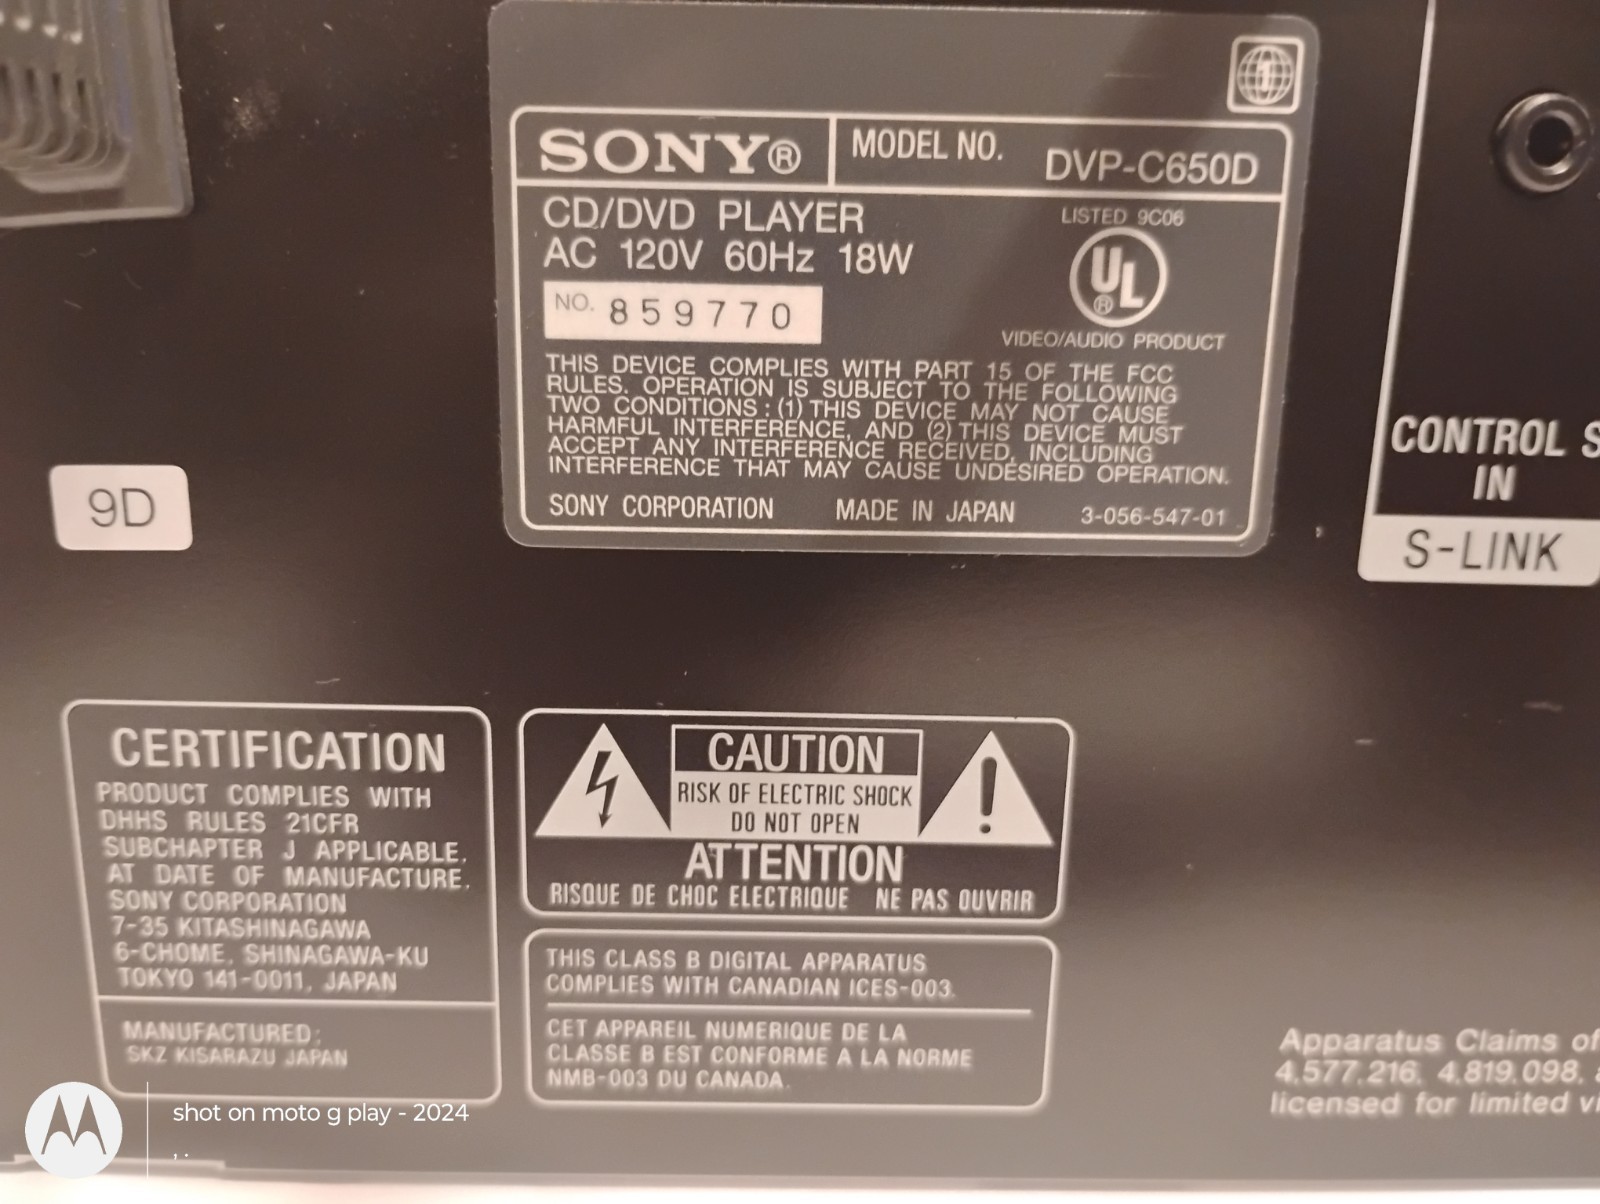 1
SONY® MODEL NO. DVP-C650D
CD/DVD PLAYER
AC 120V 60Hz 18W
NO. 859770
LISTED 9C06
UL®
VIDEO/AUDIO PRODUCT
THIS DEVICE COMPLIES WITH PART 15 OF THE FCC
RULES. OPERATION IS SUBJECT TO THE FOLLOWING
TWO CONDITIONS : (1) THIS DEVICE MAY NOT CAUSE
HARMFUL INTERFERENCE, AND (2) THIS DEVICE MUST
ACCEPT ANY INTERFERENCE RECEIVED, INCLUDING
INTERFERENCE THAT MAY CAUSE UNDESIRED OPERATION.
SONY CORPORATION MADE IN JAPAN 3-056-547-01
CONTROL S
IN
S-LINK
9D
CERTIFICATION
PRODUCT COMPLIES WITH
DHHS RULES 21CFR
SUBCHAPTER J APPLICABLE.
AT DATE OF MANUFACTURE.
SONY CORPORATION
7-35 KITASHINAGAWA
6-CHOME, SHINAGAWA-KU
TOKYO 141-0011, JAPAN
MANUFACTURED:
SKZ KISARAZU JAPAN
CAUTION
RISK OF ELECTRIC SHOCK
DO NOT OPEN
ATTENTION
RISQUE DE CHOC ELECTRIQUE NE PAS OUVRIR
THIS CLASS B DIGITAL APPARATUS
COMPLIES WITH CANADIAN ICES-003.
CET APPAREIL NUMERIQUE DE LA
CLASSE B EST CONFORME A LA NORME
NMB-003 DU CANADA.
Apparatus Claims of
4,577,216, 4,819,098,
licensed for limited
shot on moto g play - 2024